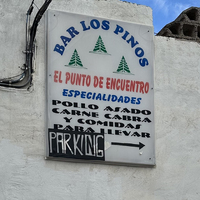 BAR LOS PINOS
EL PUNTO DE ENCUENTRO
ESPECIALIDADES
POLLO ASADO
CARNE CABRA
Y COMIDAS
PARA LLEVAR
PARKING